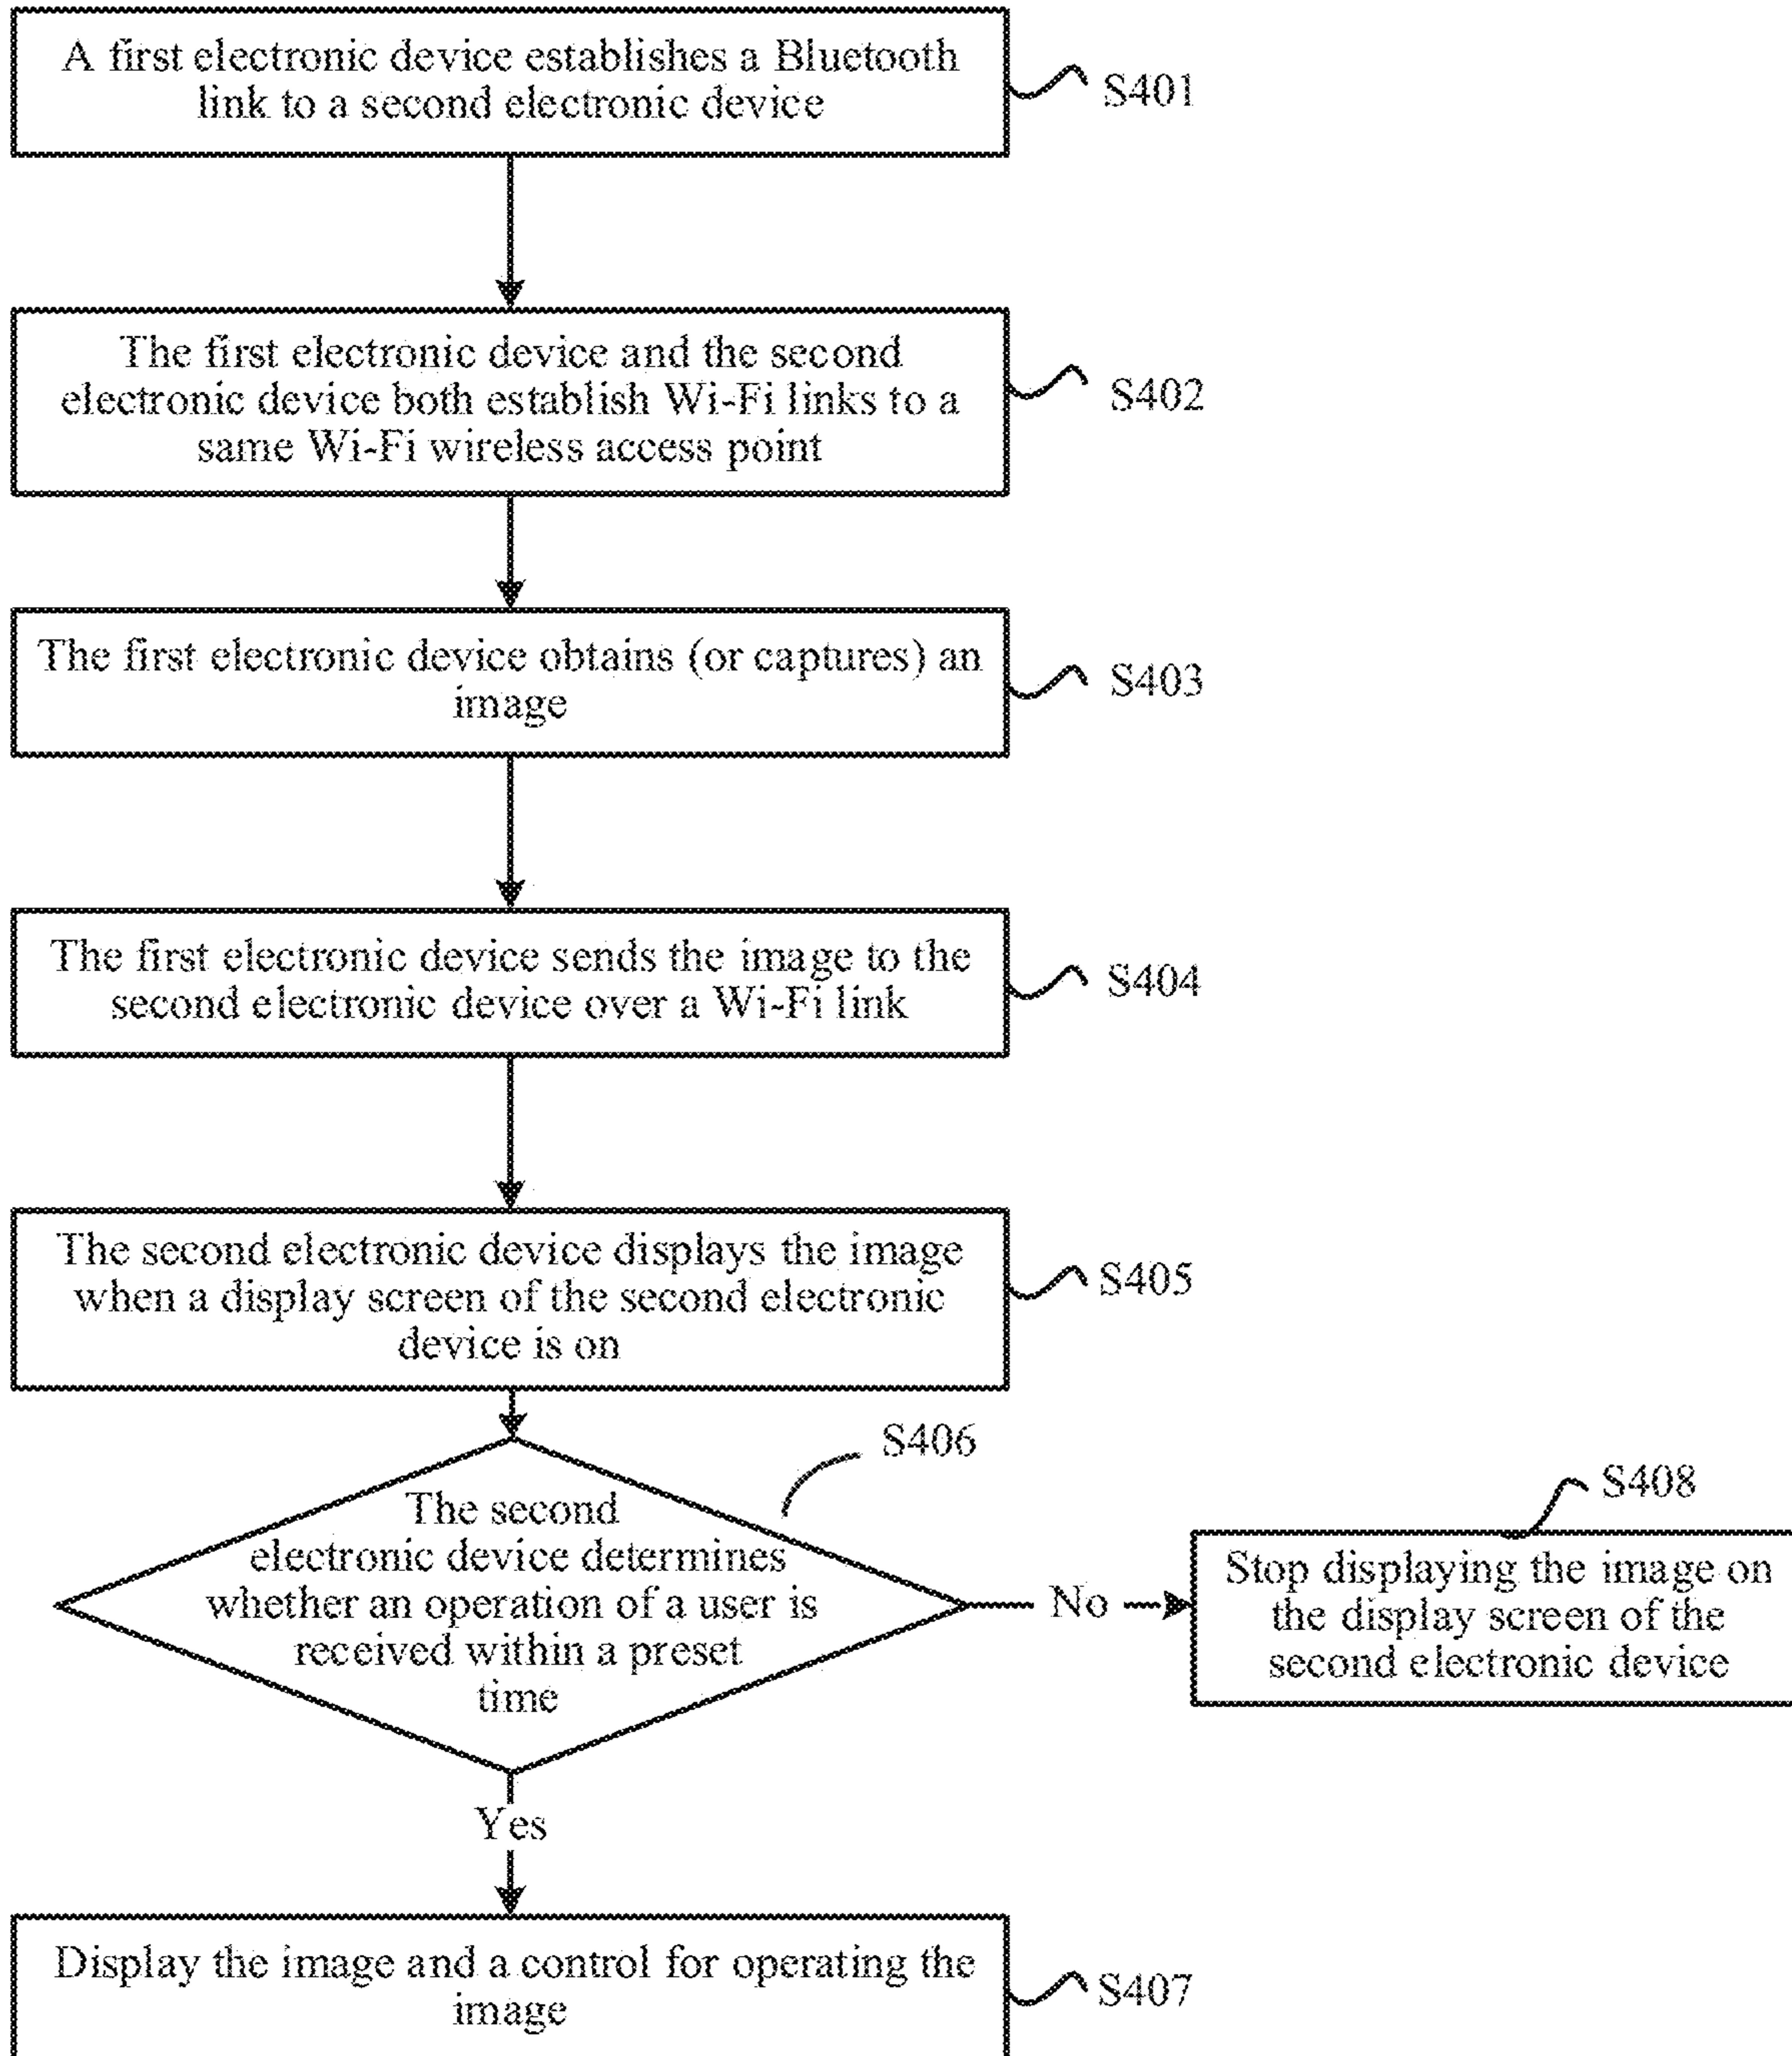 A first electronic device establishes a Bluetooth
link to a second electronic device
S401
The first electronic device and the second
electronic device both establish Wi-Fi links to a
same Wi-Fi wireless access point
S402
The first electronic device obtains (or captures) an
image
S403
The first electronic device sends the image to the
second electronic device over a Wi-Fi link
S404
The second electronic device displays the image
when a display screen of the second electronic
device is on
S405
S406
The second
electronic device determines
whether an operation of a user is
received within a preset
time
No
S408
Stop displaying the image on
the display screen of the
second electronic device
Yes
Display the image and a control for operating the
image
S407